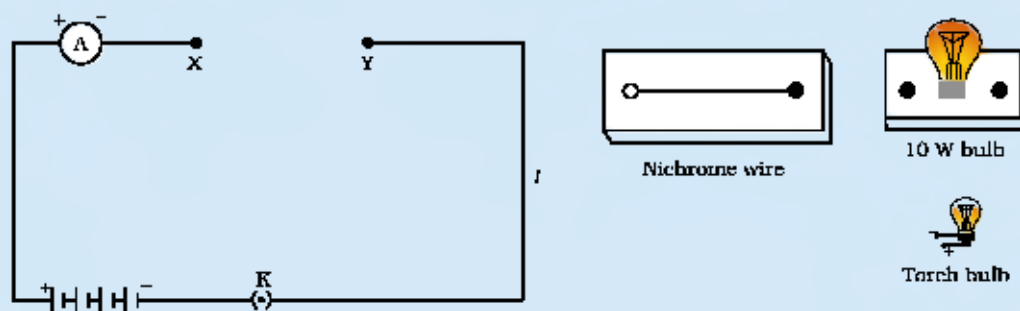 + −
A
X Y
+ −
K
I
Nichrome wire
10 W bulb
+
Torch bulb